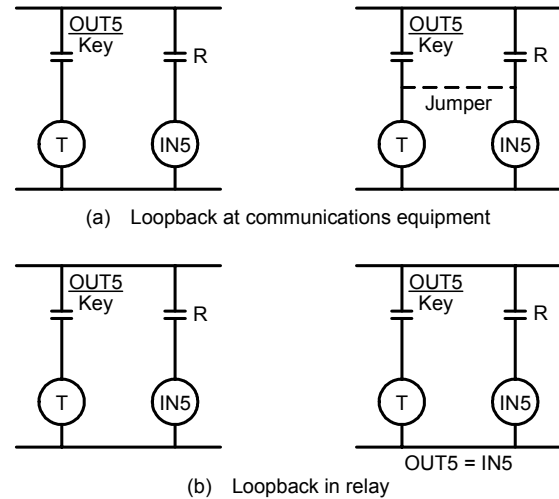 OUT5
Key
R
T
IN5
OUT5
Key
R
Jumper
T
IN5
(a) Loopback at communications equipment
OUT5
Key
R
T
IN5
OUT5
Key
R
T
IN5
OUT5 = IN5
(b) Loopback in relay